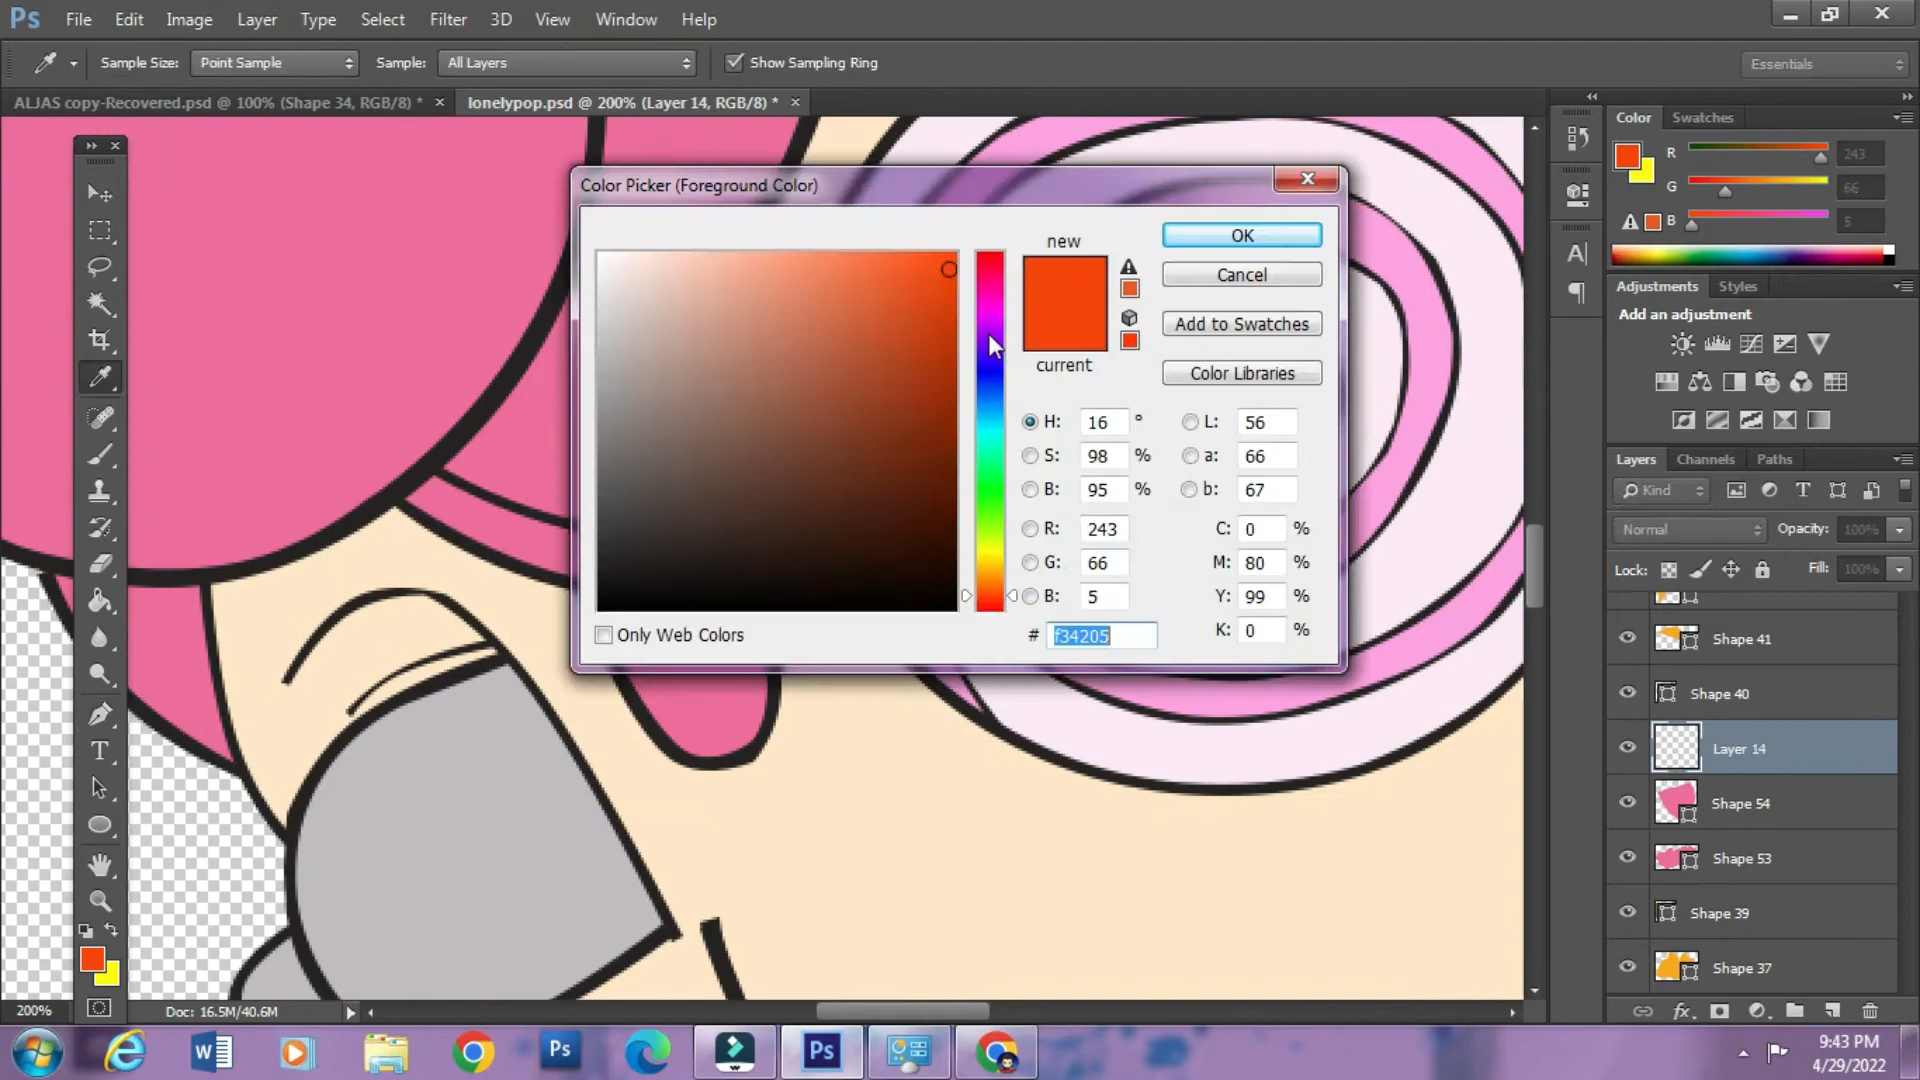 Ps File Edit Image Layer Type Select Filter 3D View Window Help
Sample Size: Point Sample Sample: All Layers Show Sampling Ring Essentials
ALJAS copy-Recovered.psd @ 100% (Shape 34, RGB/8) * × lonelypop.psd @ 200% (Layer 14, RGB/8) * ×
Color Swatches
R 243
G 66
B 5
Color Picker (Foreground Color)
new
current
OK
Cancel
Add to Swatches
Color Libraries
H: 16 ° L: 56
S: 98 % a: 66
B: 95 % b: 67
R: 243 C: 0 %
G: 66 M: 80 %
B: 5 Y: 99 %
# f34205 K: 0 %
Only Web Colors
Adjustments Styles
Add an adjustment
Layers Channels Paths
Kind
Normal Opacity: 100%
Lock: Fill: 100%
Shape 41
Shape 40
Layer 14
Shape 54
Shape 53
Shape 39
Shape 37
200% Doc: 16.5M/40.6M
9:43 PM
4/29/2022